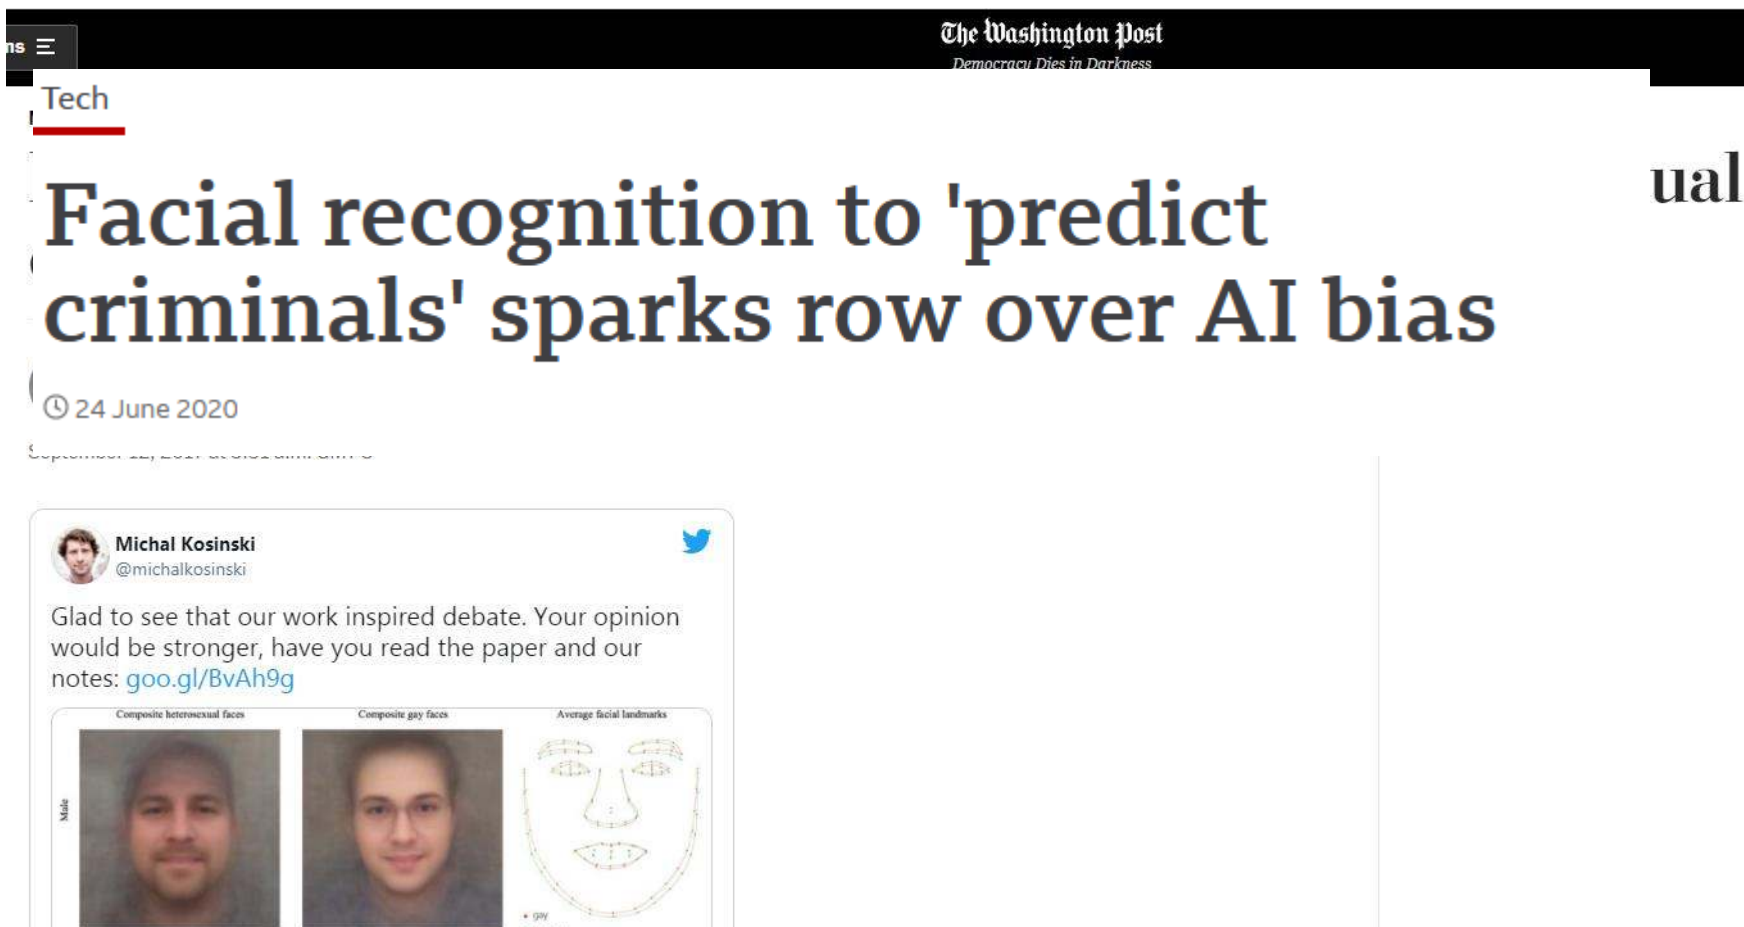 ns
The Washington Post
Democracy Dies in Darkness
Tech
ual
Facial recognition to 'predict
criminals' sparks row over AI bias
24 June 2020
Michal Kosinski
@michalkosinski
Glad to see that our work inspired debate. Your opinion
would be stronger, have you read the paper and our
notes: goo.gl/BvAh9g
Composite heterosexual faces
Composite gay faces
Average facial landmarks
Male
gay